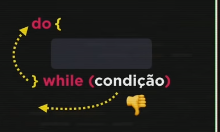 do {
} while (condição)